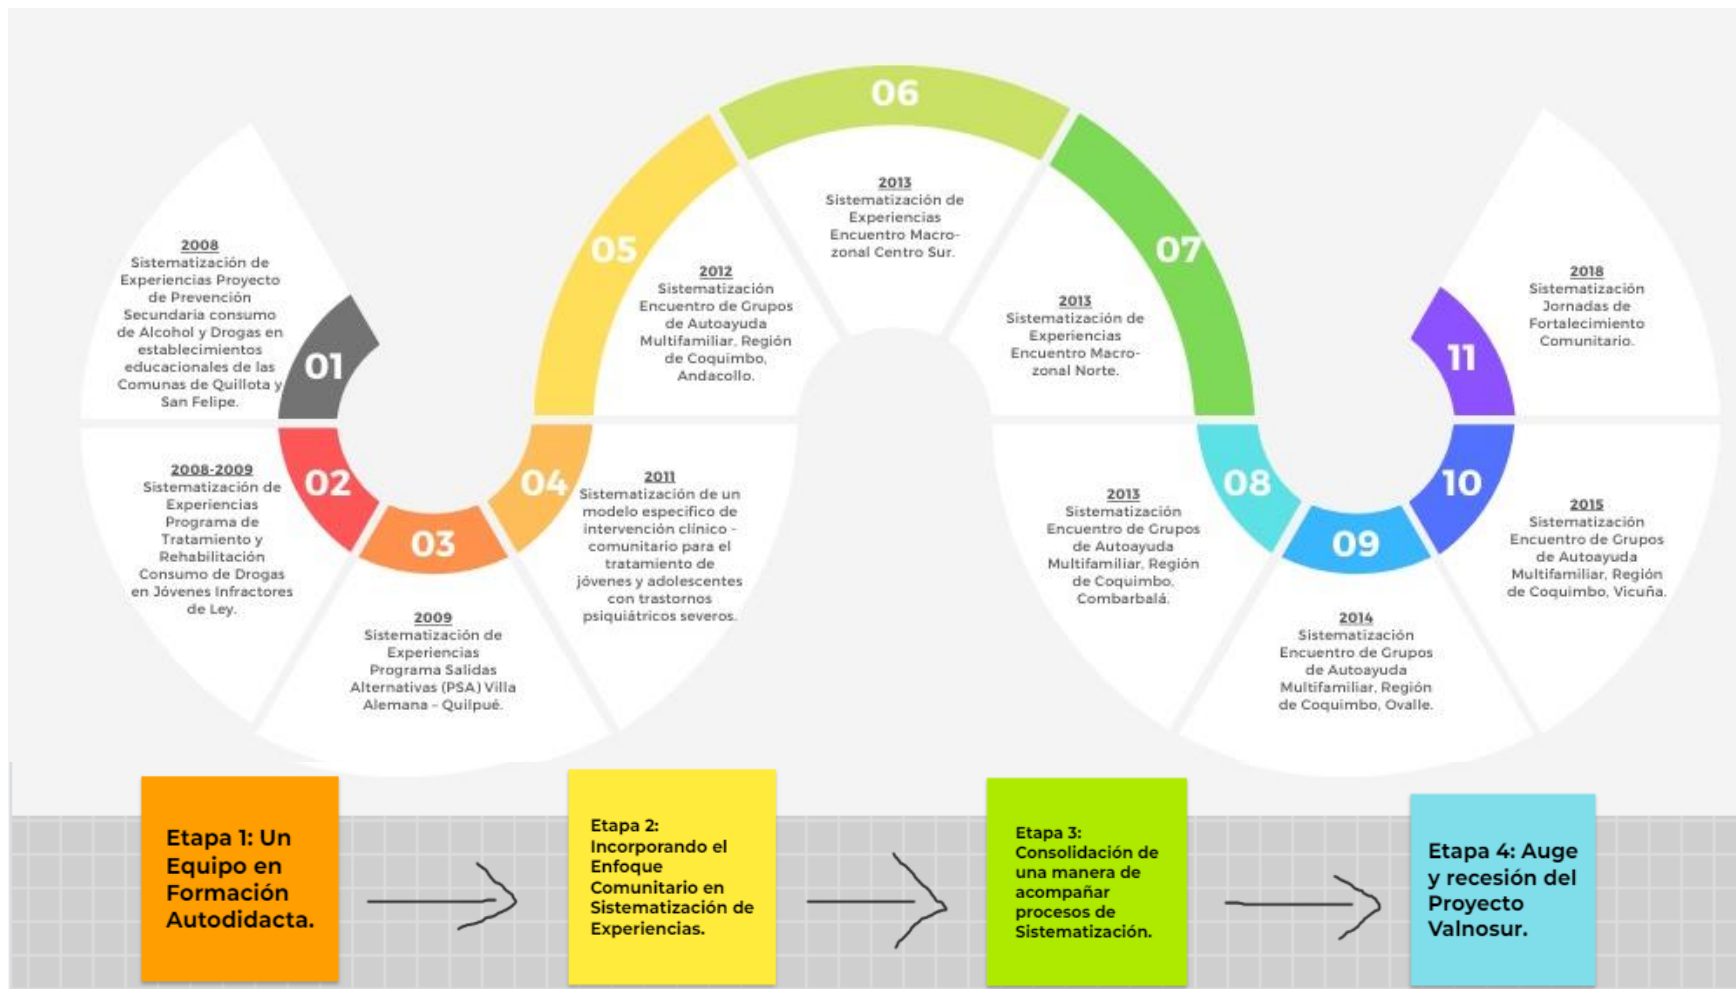 01
2008
Sistematización de
Experiencias Proyecto
de Prevención
Secundaria consumo
de Alcohol y Drogas en
establecimientos
educacionales de las
Comunas de Quillota y
San Felipe.
02
2008-2009
Sistematización de
Experiencias
Programa de
Tratamiento y
Rehabilitación
Consumo de Drogas
en Jóvenes Infractores
de Ley.
03
2009
Sistematización de
Experiencias
Programa Salidas
Alternativas (PSA) Villa
Alemana – Quilpué.
04
2011
Sistematización de un
modelo especifico de
intervención clínico –
comunitario para el
tratamiento de
jóvenes y adolescentes
con trastornos
psiquiátricos severos.
05
2012
Sistematización
Encuentro de Grupos
de Autoayuda
Multifamiliar, Región
de Coquimbo,
Andacollo.
06
2013
Sistematización de
Experiencias
Encuentro Macro-
zonal Centro Sur.
07
2013
Sistematización de
Experiencias
Encuentro Macro-
zonal Norte.
08
2013
Sistematización
Encuentro de Grupos
de Autoayuda
Multifamiliar, Región
de Coquimbo,
Combarbalá.
09
2014
Sistematización
Encuentro de Grupos
de Autoayuda
Multifamiliar, Región
de Coquimbo, Ovalle.
10
2015
Sistematización
Encuentro de Grupos
de Autoayuda
Multifamiliar, Región
de Coquimbo, Vicuña.
11
2018
Sistematización
Jornadas de
Fortalecimiento
Comunitario.
Etapa 1: Un
Equipo en
Formación
Autodidacta.
Etapa 2:
Incorporando el
Enfoque
Comunitario en
Sistematización de
Experiencias.
Etapa 3:
Consolidación de
una manera de
acompañar
procesos de
Sistematización.
Etapa 4: Auge
y recesión del
Proyecto
Valnosur.